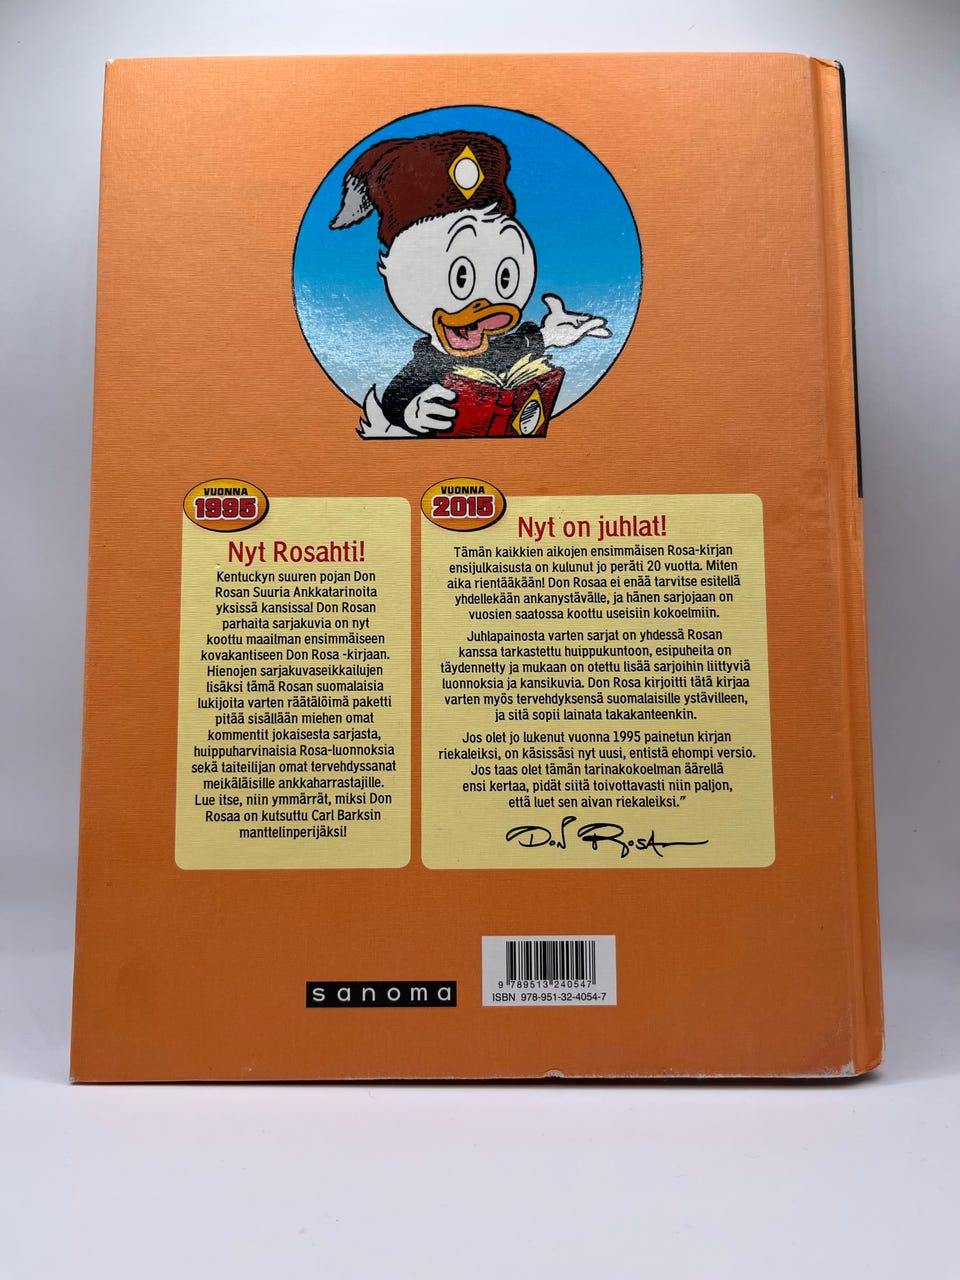 VUONNA
1995
Nyt Rosahti!
Kentuckyn suuren pojan Don
Rosan Suuria Ankkatarinoita
yksissä kansissa! Don Rosan
parhaita sarjakuvia on nyt
koottu maailman ensimmäiseen
kovakantiseen Don Rosa -kirjaan.
Hienojen sarjakuvaseikkailujen
lisäksi tämä Rosan suomalaisia
lukijoita varten räätälöimä paketti
pitää sisällään miehen omat
kommentit jokaisesta sarjasta,
huippuharvinaisia Rosa-luonnoksia
sekä taiteilijan omat tervehdyssanat
meikäläisille ankkaharrastajille.
Lue itse, niin ymmärrät, miksi Don
Rosaa on kutsuttu Carl Barksin
manttelinperijäksi!
VUONNA
2015
Nyt on juhlat!
Tämän kaikkien aikojen ensimmäisen Rosa-kirjan
ensijulkaisusta on kulunut jo peräti 20 vuotta. Miten
aika rientääkään! Don Rosaa ei enää tarvitse esitellä
yhdellekään ankanystävälle, ja hänen sarjojaan on
vuosien saatossa koottu useisiin kokoelmiin.
Juhlapainosta varten sarjat on yhdessä Rosan
kanssa tarkastettu huippukuntoon, esipuheita on
täydennetty ja mukaan on otettu lisää sarjoihin liittyviä
luonnoksia ja kansikuvia. Don Rosa kirjoitti tätä kirjaa
varten myös tervehdyksensä suomalaisille ystävilleen,
ja sitä sopii lainata takakanteenkin.
Jos olet jo lukenut vuonna 1995 painetun kirjan
riekaleiksi, on käsissäsi nyt uusi, entistä ehompi versio.
Jos taas olet tämän tarinakokoelman äärellä
ensi kertaa, pidät siitä toivottavasti niin paljon,
että luet sen aivan riekaleiksi.”
Don Rosa
sanoma
9 789513 240547
ISBN 978-951-32-4054-7